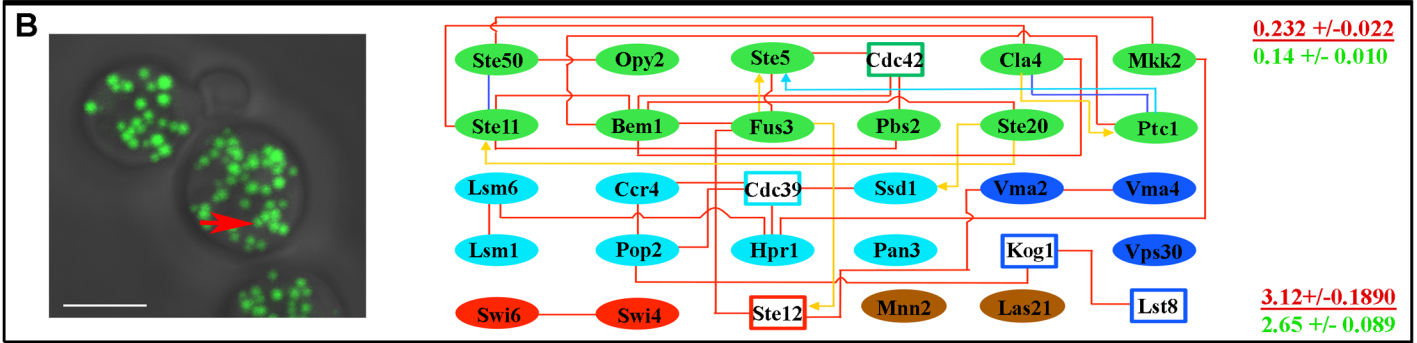 B
0.232 +/-0.022
0.14 +/- 0.010
Ste50 Opy2 Ste5 Cdc42 Cla4 Mkk2
Ste11 Bem1 Fus3 Pbs2 Ste20 Ptc1
Lsm6 Ccr4 Cdc39 Ssd1 Vma2 Vma4
Lsm1 Pop2 Hpr1 Pan3 Kog1 Vps30
Swi6 Swi4 Ste12 Mnn2 Las21 Lst8
3.12+/-0.1890
2.65 +/- 0.089